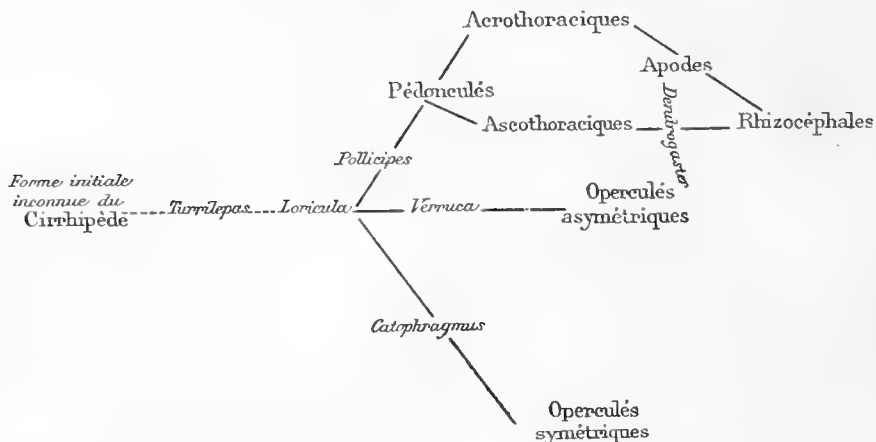 Acrothoraciques
Apodes
Pédonculés
Dendrogaster
Ascothoraciques
Rhizocéphales
Pollicipes
Forme initiale
inconnue du
Cirrhipède
Turrilepas
Loricula
Verruca
Operculés
asymétriques
Catophragmus
Operculés
symétriques